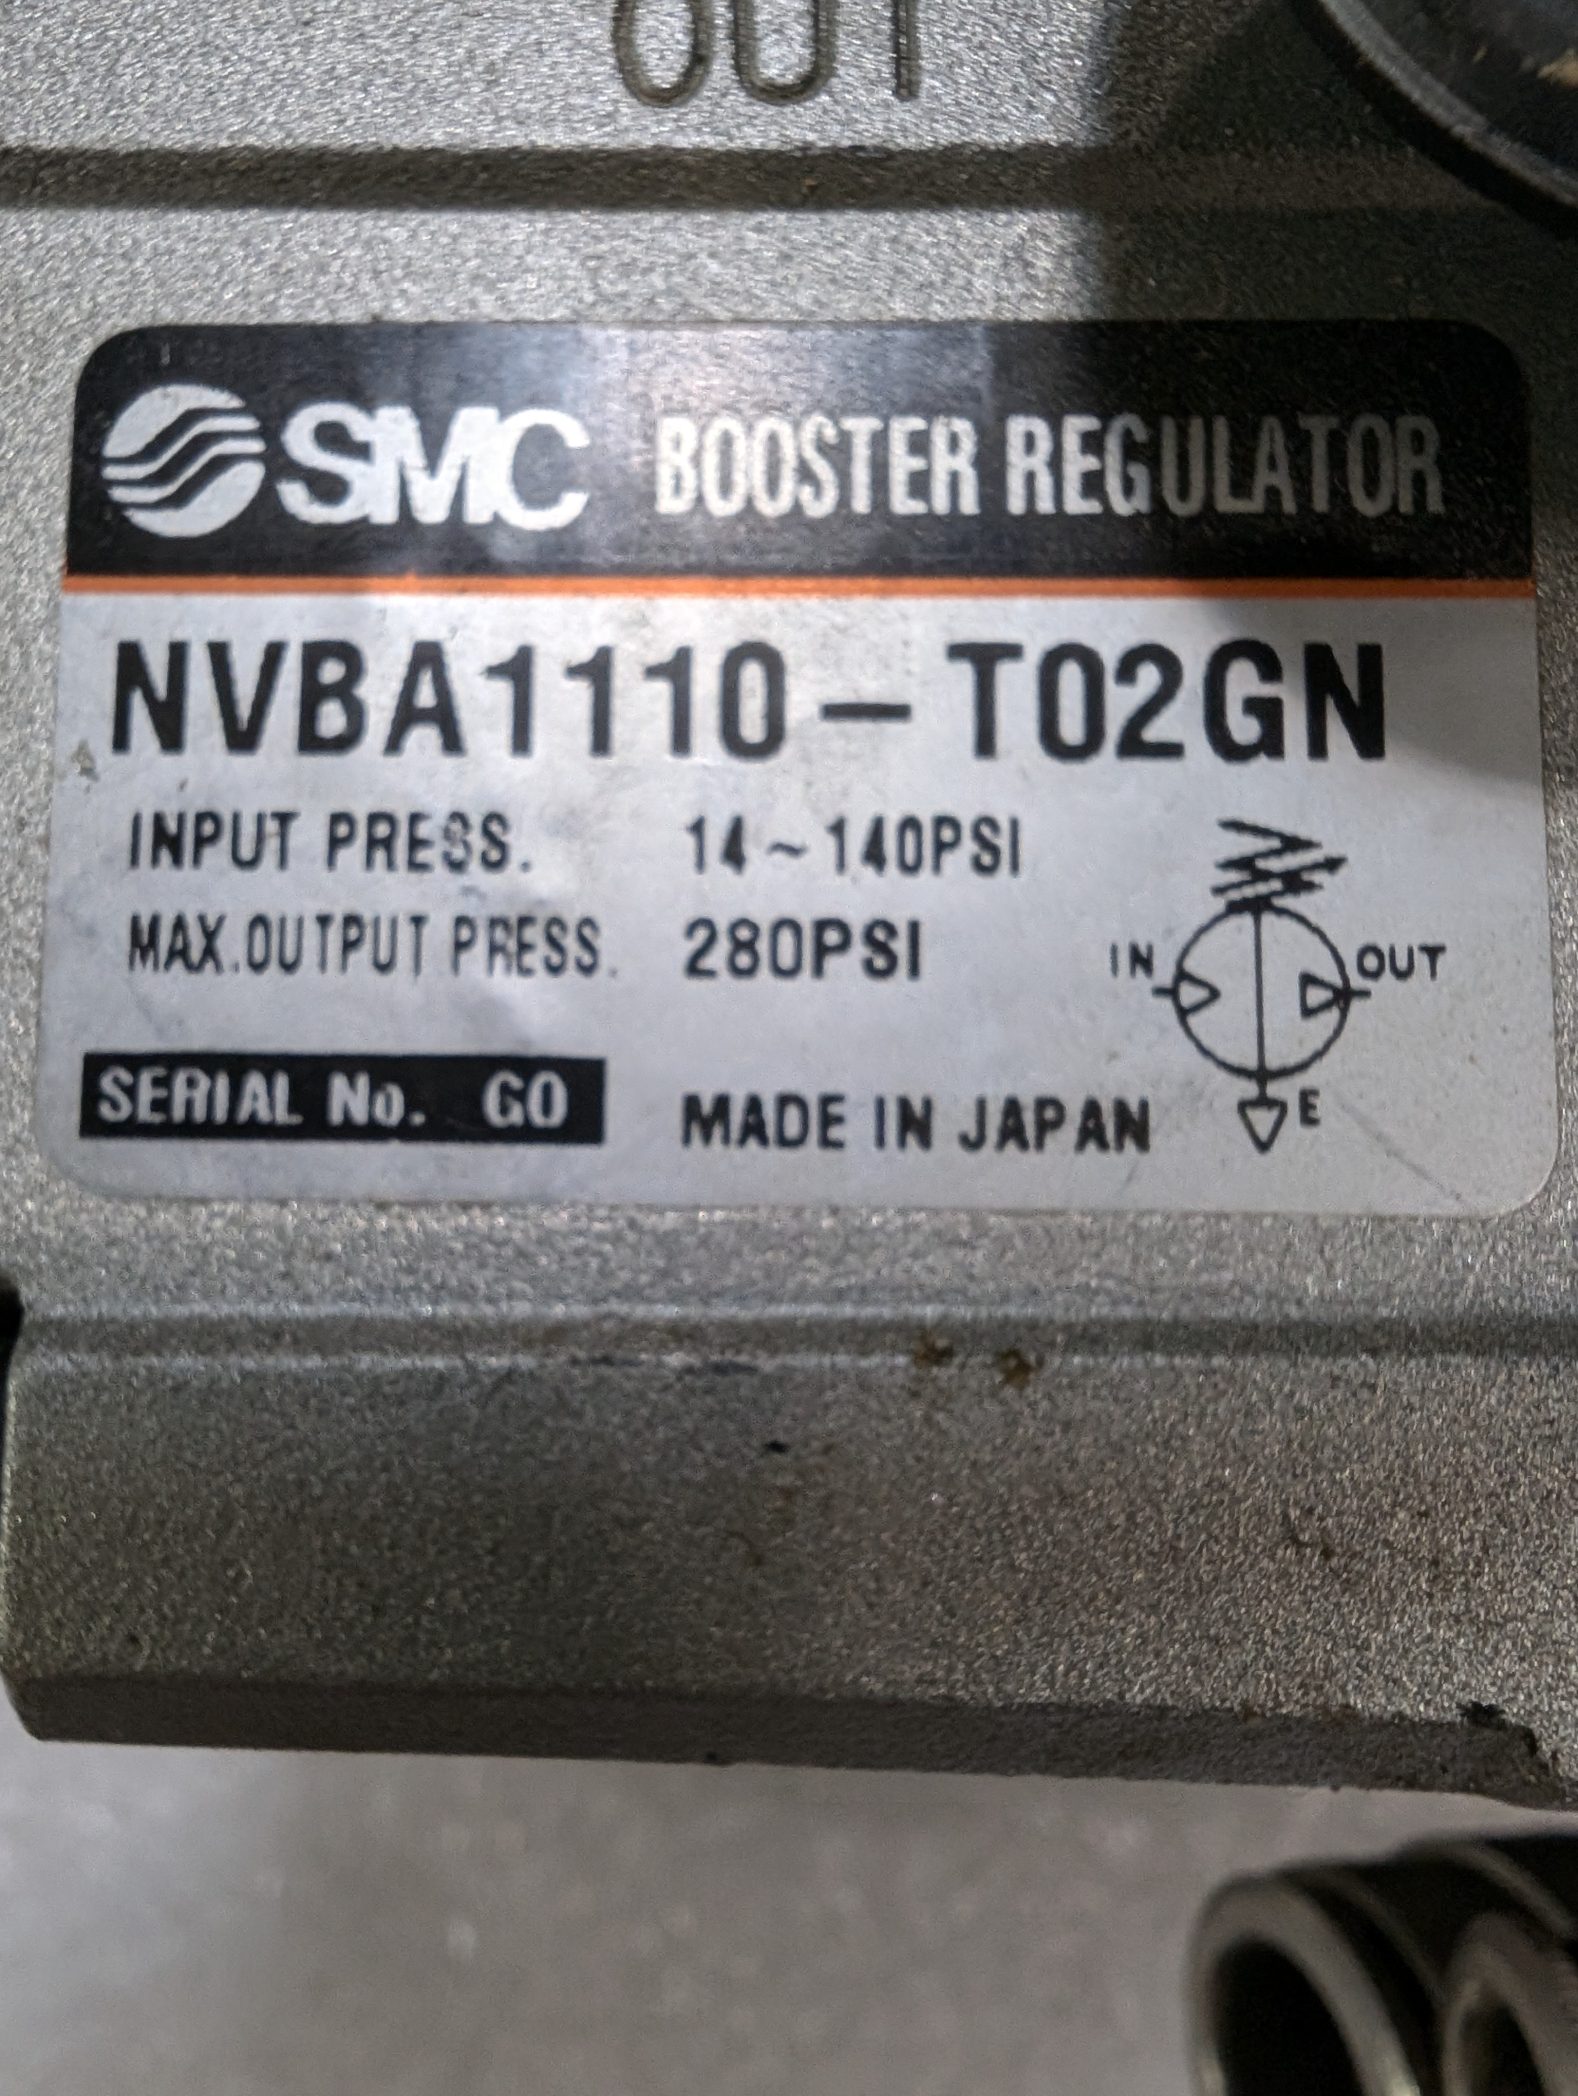 OUT
SMC BOOSTER REGULATOR
NVBA1110-T02GN
INPUT PRESS. 14~140PSI
MAX.OUTPUT PRESS. 280PSI
IN OUT
SERIAL No. GO MADE IN JAPAN E